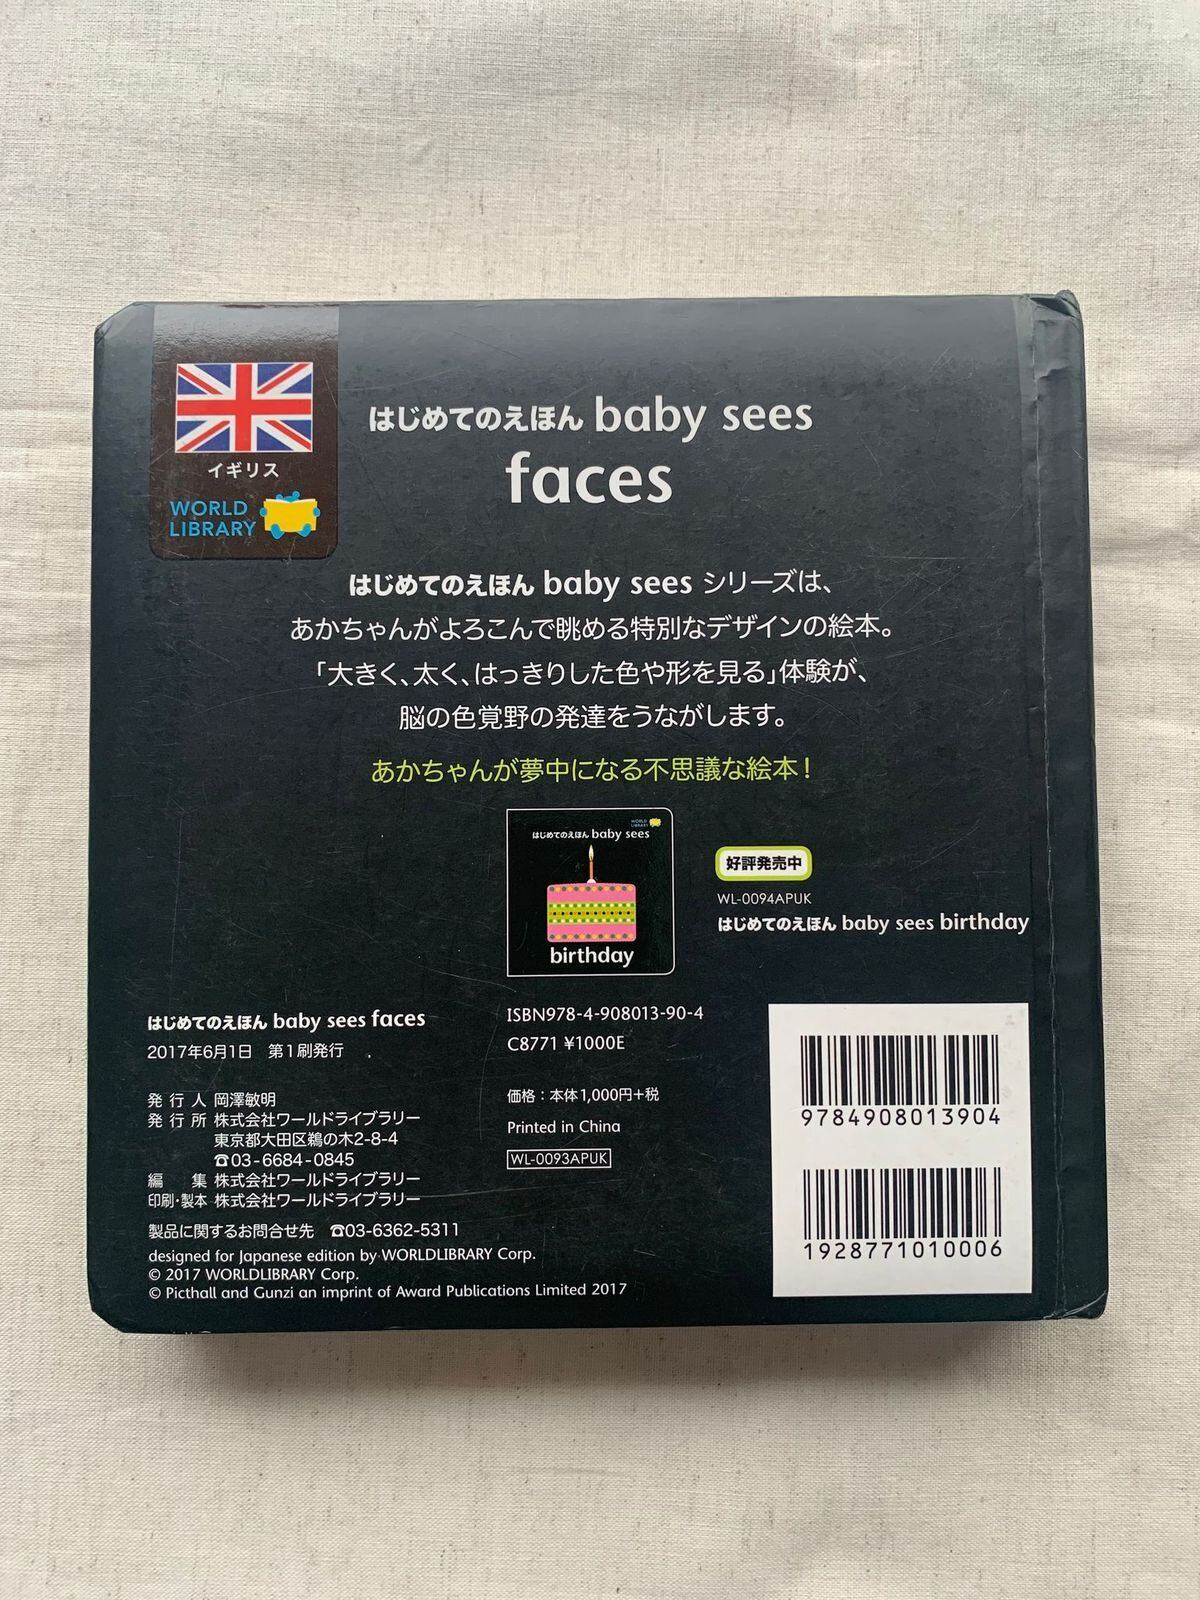 イギリス
WORLD
LIBRARY
はじめてのえほん baby sees
faces
はじめてのえほん baby sees シリーズは、
あかちゃんがよろこんで眺める特別なデザインの絵本。
「大きく、太く、はっきりした色や形を見る」体験が、
脳の色覚野の発達をうながします。
あかちゃんが夢中になる不思議な絵本！
WORLD
LIBRARY
はじめてのえほん baby sees
birthday
好評発売中
WL-0094APUK
はじめてのえほん baby sees birthday
はじめてのえほん baby sees faces
2017年6月1日　第1刷発行
発 行 人 岡澤敏明
発 行 所 株式会社ワールドライブラリー
東京都大田区鵜の木2-8-4
☎03-6684-0845
編　　集 株式会社ワールドライブラリー
印刷・製本 株式会社ワールドライブラリー
製品に関するお問合せ先　☎03-6362-5311
designed for Japanese edition by WORLDLIBRARY Corp.
© 2017 WORLDLIBRARY Corp.
© Picthall and Gunzi an imprint of Award Publications Limited 2017
ISBN978-4-908013-90-4
C8771 ¥1000E
価格：本体1,000円+税
Printed in China
WL-0093APUK
9784908013904
1928771010006